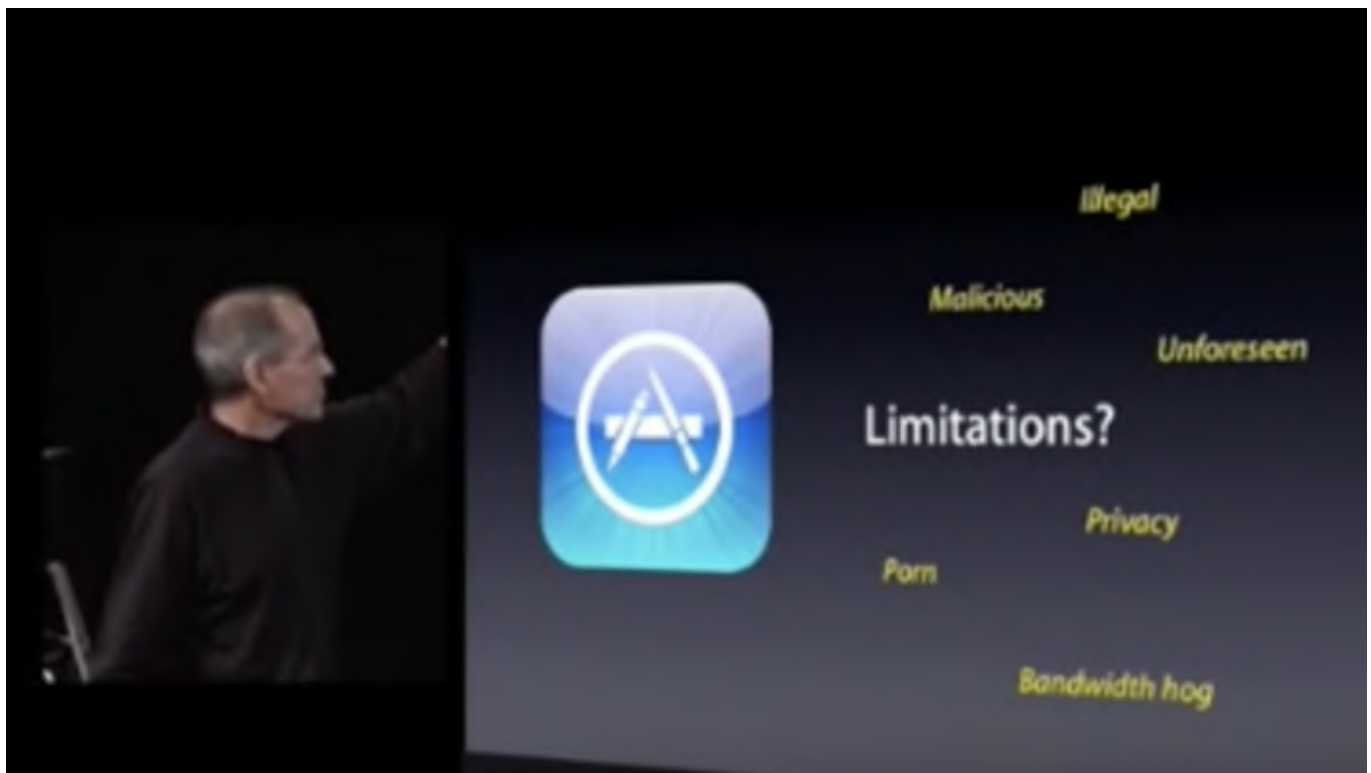 Illegal
Malicious
Unforeseen
Limitations?
Privacy
Porn
Bandwidth hog